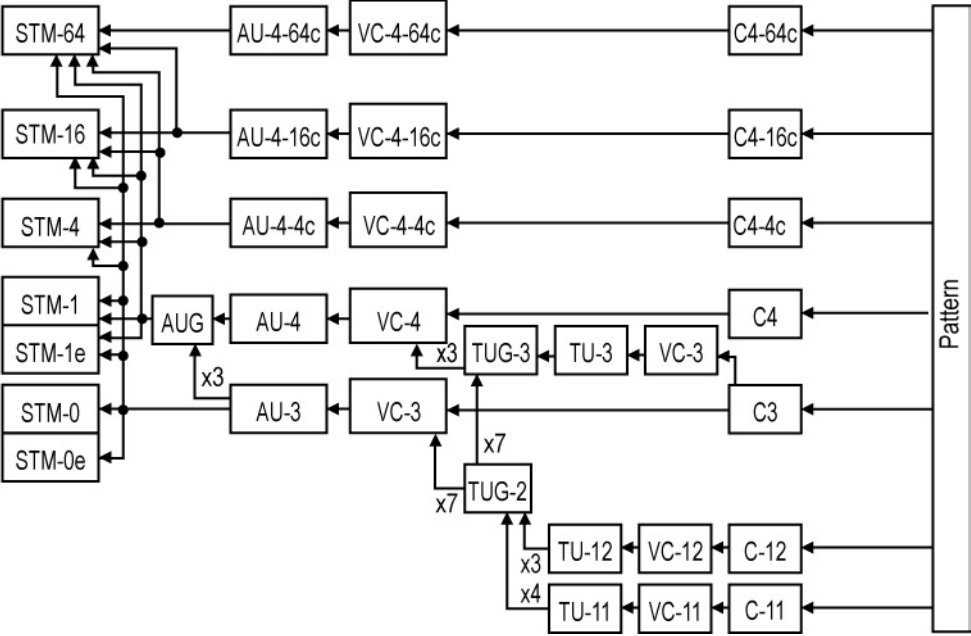 STM-64
AU-4-64c
VC-4-64c
C4-64c
STM-16
AU-4-16c
VC-4-16c
C4-16c
STM-4
AU-4-4c
VC-4-4c
C4-4c
STM-1
AUG
AU-4
VC-4
C4
Pattern
STM-1e
x3
TUG-3
TU-3
VC-3
x3
STM-0
AU-3
VC-3
C3
STM-0e
x7
x7
TUG-2
x3
TU-12
VC-12
C-12
x4
TU-11
VC-11
C-11